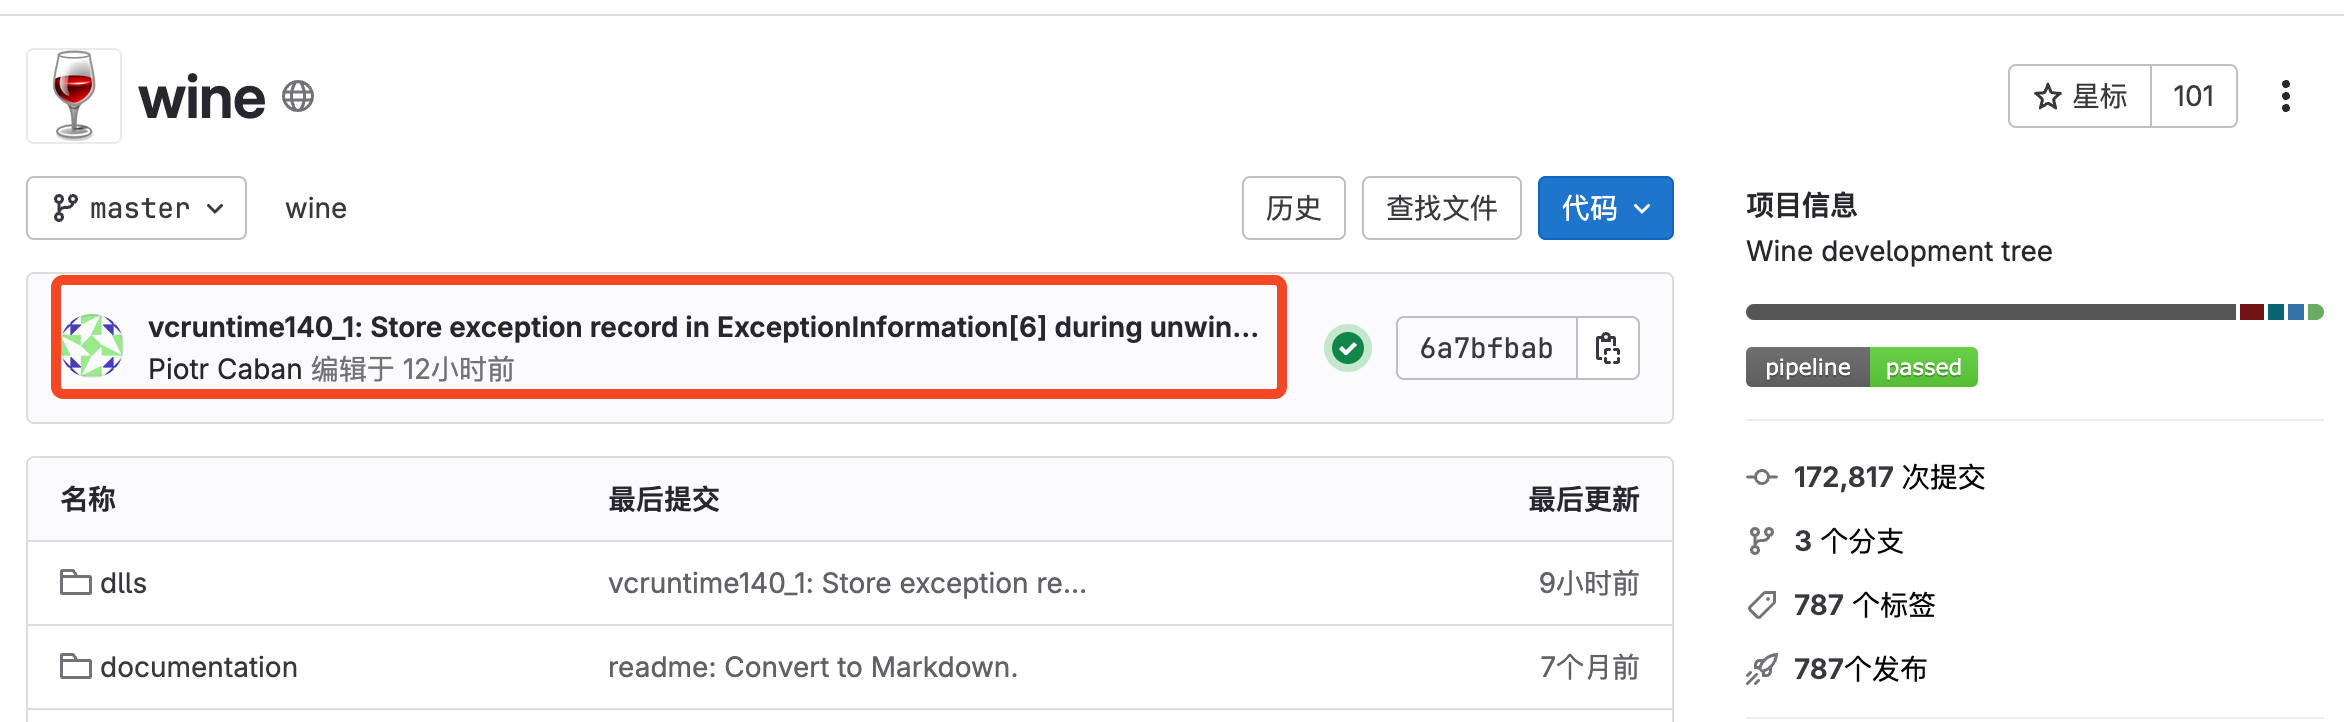 wine
星标 101
master wine 历史 查找文件 代码
vcruntime140_1: Store exception record in ExceptionInformation[6] during unwin...
Piotr Caban 编辑于 12小时前
6a7bfbab
名称 最后提交 最后更新
dlls vcruntime140_1: Store exception re... 9小时前
documentation readme: Convert to Markdown. 7个月前
项目信息
Wine development tree
pipeline passed
172,817 次提交
3 个分支
787 个标签
787个发布